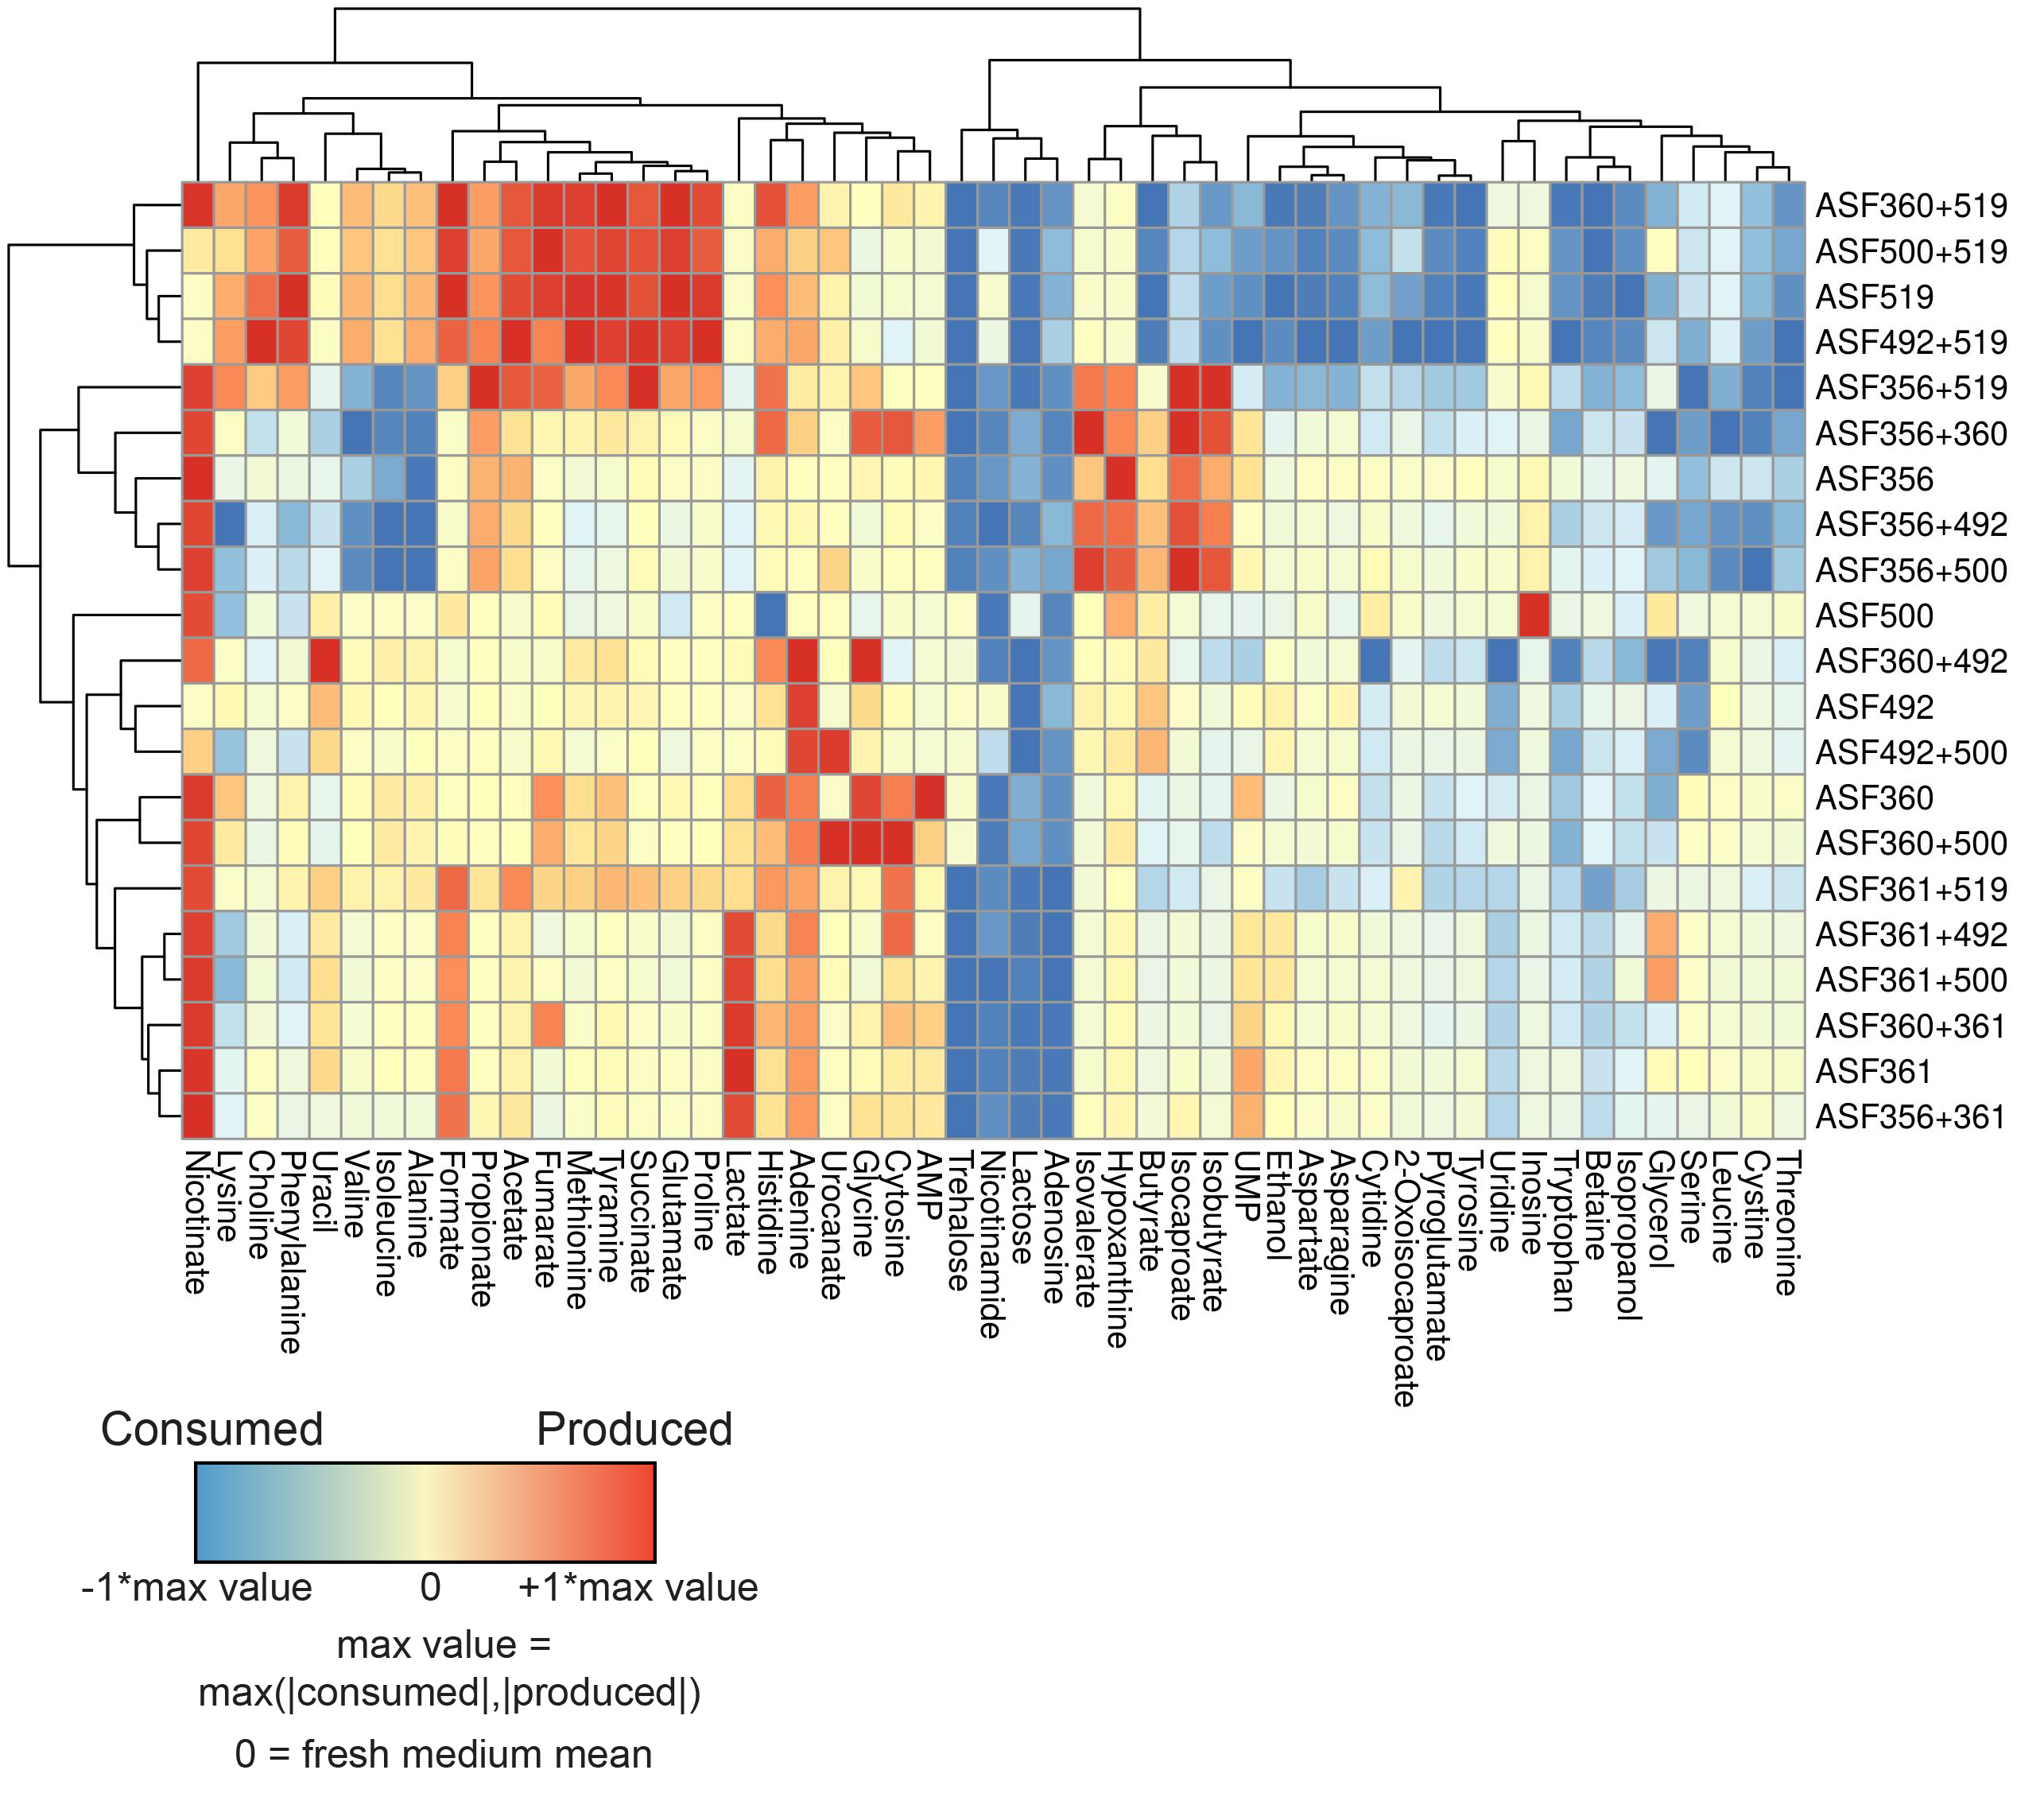 ASF360+519
ASF500+519
ASF519
ASF492+519
ASF356+519
ASF356+360
ASF356
ASF356+492
ASF356+500
ASF500
ASF360+492
ASF492
ASF492+500
ASF360
ASF360+500
ASF361+519
ASF361+492
ASF361+500
ASF360+361
ASF361
ASF356+361
Nicotinate
Lysine
Choline
Phenylalanine
Uracil
Valine
Isoleucine
Alanine
Formate
Propionate
Acetate
Fumarate
Methionine
Tyramine
Succinate
Glutamate
Proline
Lactate
Histidine
Adenine
Urocanate
Glycine
Cytosine
AMP
Trehalose
Nicotinamide
Lactose
Adenosine
Isovalerate
Hypoxanthine
Butyrate
Isocaproate
Isobutyrate
UMP
Ethanol
Aspartate
Asparagine
Cytidine
2-Oxoisocaproate
Pyroglutamate
Tyrosine
Uridine
Inosine
Tryptophan
Betaine
Isopropanol
Glycerol
Serine
Leucine
Cystine
Threonine
Consumed Produced
-1*max value 0 +1*max value
max value =
max(|consumed|,|produced|)
0 = fresh medium mean